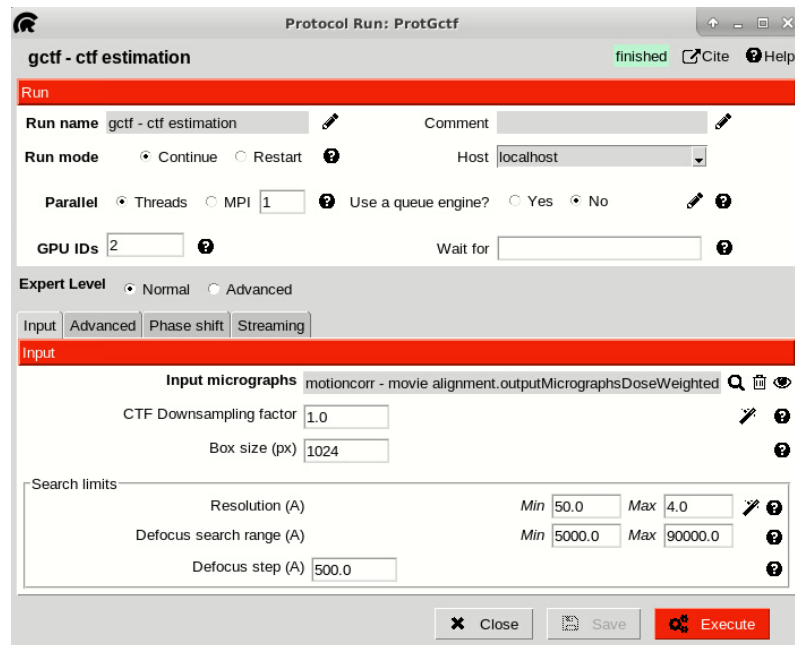 Protocol Run: ProtGctf
gctf - ctf estimation finished Cite Help
Run
Run name gctf - ctf estimation Comment
Run mode Continue Restart Host localhost
Parallel Threads MPI 1 Use a queue engine? Yes No
GPU IDs 2 Wait for
Expert Level Normal Advanced
Input Advanced Phase shift Streaming
Input
Input micrographs motioncorr - movie alignment.outputMicrographsDoseWeighted
CTF Downsampling factor 1.0
Box size (px) 1024
Search limits
Resolution (A) Min 50.0 Max 4.0
Defocus search range (A) Min 5000.0 Max 90000.0
Defocus step (A) 500.0
Close Save Execute